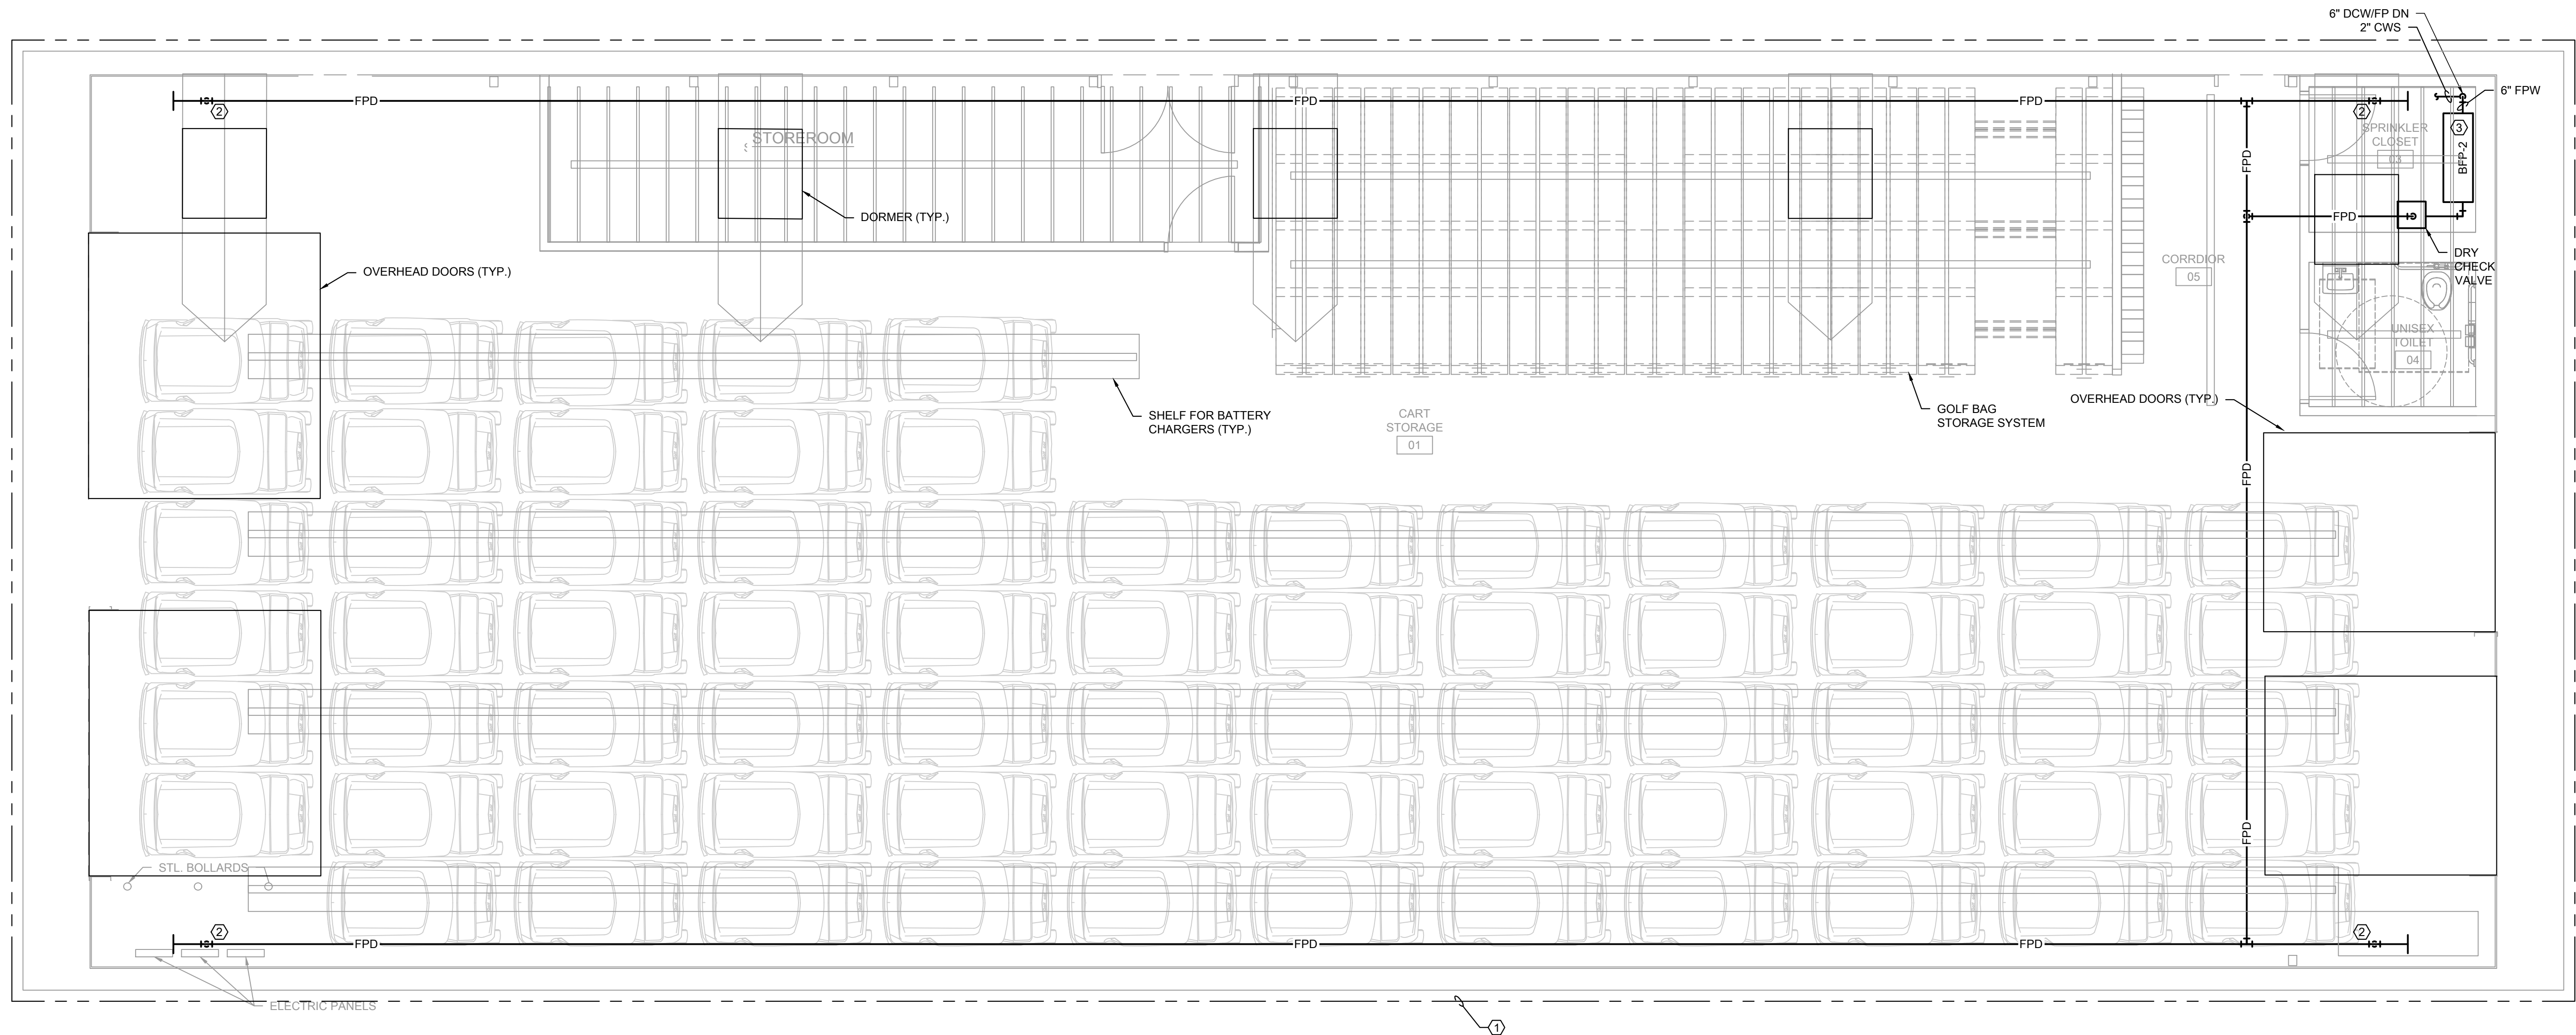 6" DCW/FP DN
2" CWS
6" FPW
FPD
FPD
FPD
2
2
3
SPRINKLER
CLOSET
03
BFP-2
FPD
STOREROOM
DORMER (TYP.)
FPD
DRY
CHECK
VALVE
CORRDIOR
05
OVERHEAD DOORS (TYP.)
UNISEX
TOILET
04
OVERHEAD DOORS (TYP.)
SHELF FOR BATTERY
CHARGERS (TYP.)
CART
STORAGE
01
GOLF BAG
STORAGE SYSTEM
FPD
FPD
STL. BOLLARDS
2
2
FPD
FPD
FPD
ELECTRIC PANELS
1